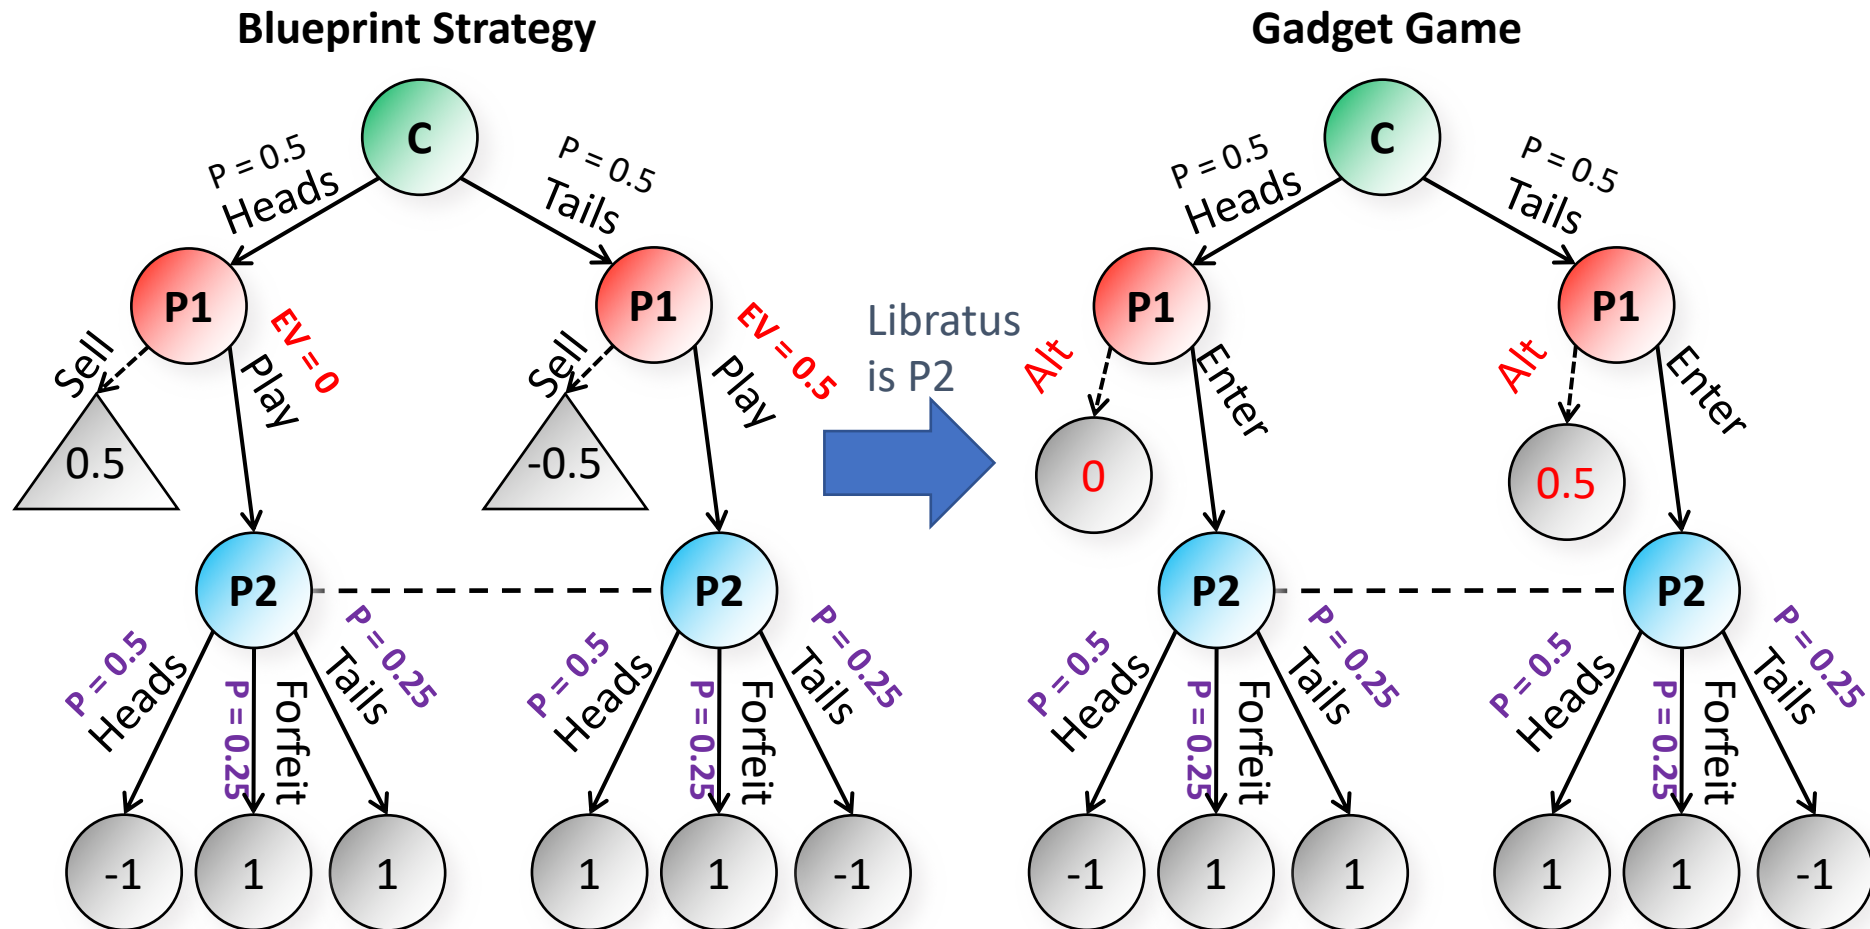 Blueprint Strategy
Gadget Game
C
C
P = 0.5
Heads
P = 0.5
Tails
P = 0.5
Heads
P = 0.5
Tails
P1
P1
P1
P1
Sell
EV = 0
Play
Sell
EV = 0.5
Play
Libratus
is P2
Alt
Enter
Alt
Enter
0.5
-0.5
0
0.5
P2
P2
P2
P2
P = 0.5
Heads
P = 0.25
Forfeit
P = 0.25
Tails
P = 0.5
Heads
P = 0.25
Forfeit
P = 0.25
Tails
P = 0.5
Heads
P = 0.25
Forfeit
P = 0.25
Tails
P = 0.5
Heads
P = 0.25
Forfeit
P = 0.25
Tails
-1
1
1
1
1
-1
-1
1
1
1
1
-1